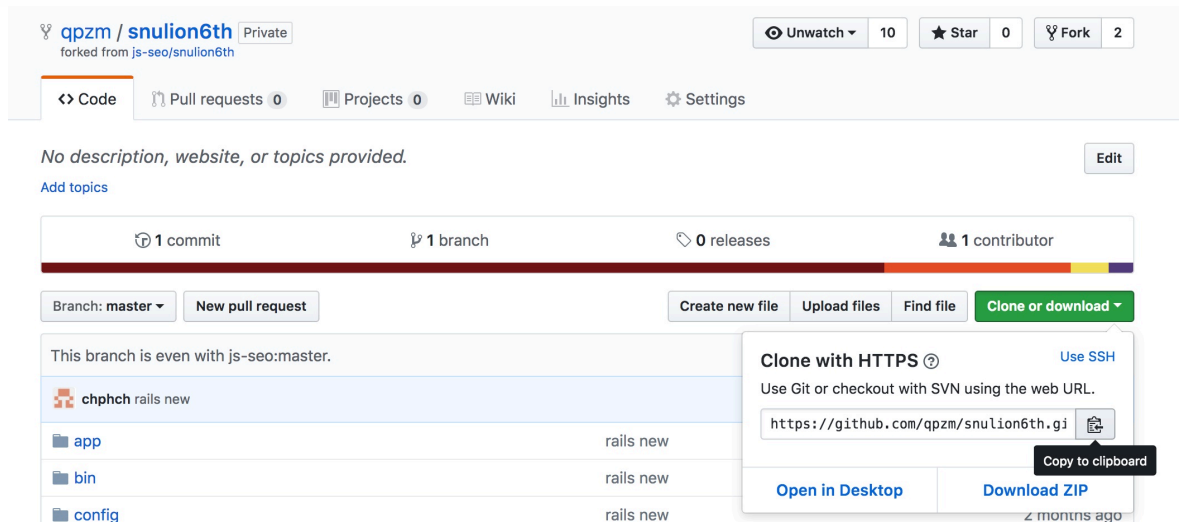 qpzm / snulion6th Private
Unwatch 10 Star 0 Fork 2
forked from js-seo/snulion6th
Code Pull requests 0 Projects 0 Wiki Insights Settings
No description, website, or topics provided.
Edit
Add topics
1 commit 1 branch 0 releases 1 contributor
Branch: master New pull request Create new file Upload files Find file Clone or download
This branch is even with js-seo:master.
chphch rails new
app rails new
bin rails new
config rails new 2 months ago
Clone with HTTPS Use SSH
Use Git or checkout with SVN using the web URL.
https://github.com/qpzm/snulion6th.gi
Copy to clipboard
Open in Desktop Download ZIP